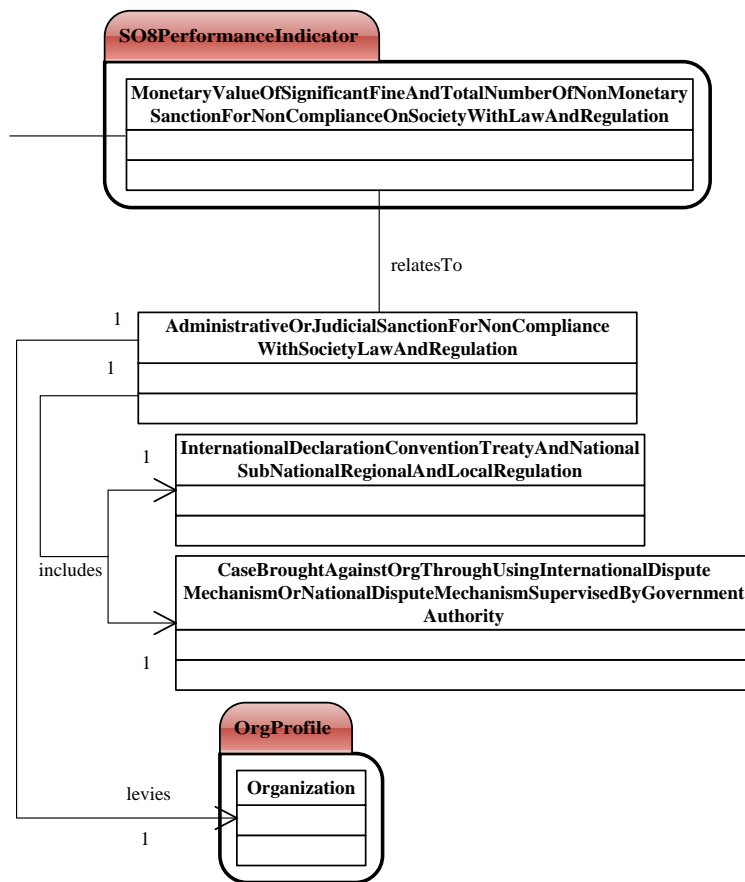 SO8PerformanceIndicator
MonetaryValueOfSignificantFineAndTotalNumberOfNonMonetary
SanctionForNonComplianceOnSocietyWithLawAndRegulation
relatesTo
1
AdministrativeOrJudicialSanctionForNonCompliance
WithSocietyLawAndRegulation
1
1
InternationalDeclarationConventionTreatyAndNational
SubNationalRegionalAndLocalRegulation
includes
CaseBroughtAgainstOrgThroughUsingInternationalDispute
MechanismOrNationalDisputeMechanismSupervisedByGovernment
Authority
1
OrgProfile
levies
Organization
1